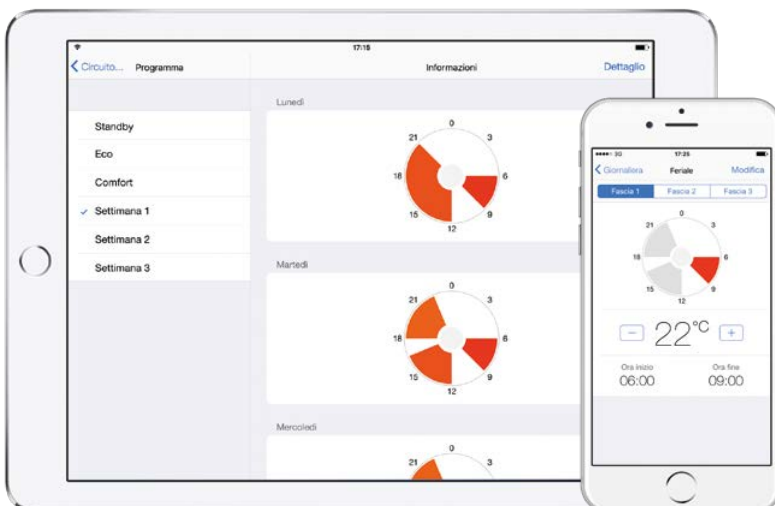 17:15
Circuito... Programma
Informazioni
Dettaglio
Standby
Eco
Comfort
Settimana 1
Settimana 2
Settimana 3
Lunedì
0
3
6
9
12
15
18
21
Martedì
0
3
6
9
12
15
18
21
Mercoledì
0
3
21
3G
17:25
Giornaliera
Feriale
Modifica
Fascia 1
Fascia 2
Fascia 3
0
3
6
9
12
15
18
21
− 22°C +
Ora inizio
06:00
Ora fine
09:00